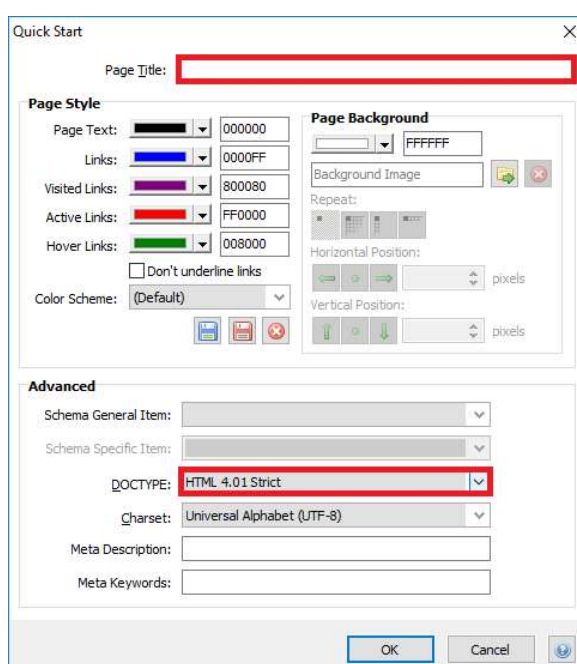 Quick Start
Page Title:
Page Style
Page Text: 000000
Links: 0000FF
Visited Links: 800080
Active Links: FF0000
Hover Links: 008000
Don't underline links
Color Scheme: (Default)
Page Background
FFFFFF
Background Image
Repeat:
Horizontal Position:
pixels
Vertical Position:
pixels
Advanced
Schema General Item:
Schema Specific Item:
DOCTYPE: HTML 4.01 Strict
Charset: Universal Alphabet (UTF-8)
Meta Description:
Meta Keywords:
OK Cancel